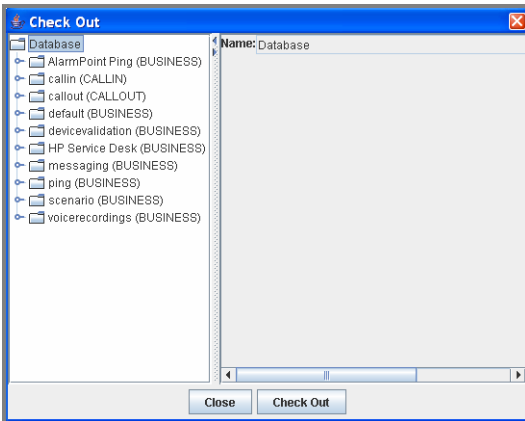 Check Out
Database
Name: Database
AlarmPoint Ping (BUSINESS)
callin (CALLIN)
callout (CALLOUT)
default (BUSINESS)
devicevalidation (BUSINESS)
HP Service Desk (BUSINESS)
messaging (BUSINESS)
ping (BUSINESS)
scenario (BUSINESS)
voicerecordings (BUSINESS)
Close
Check Out